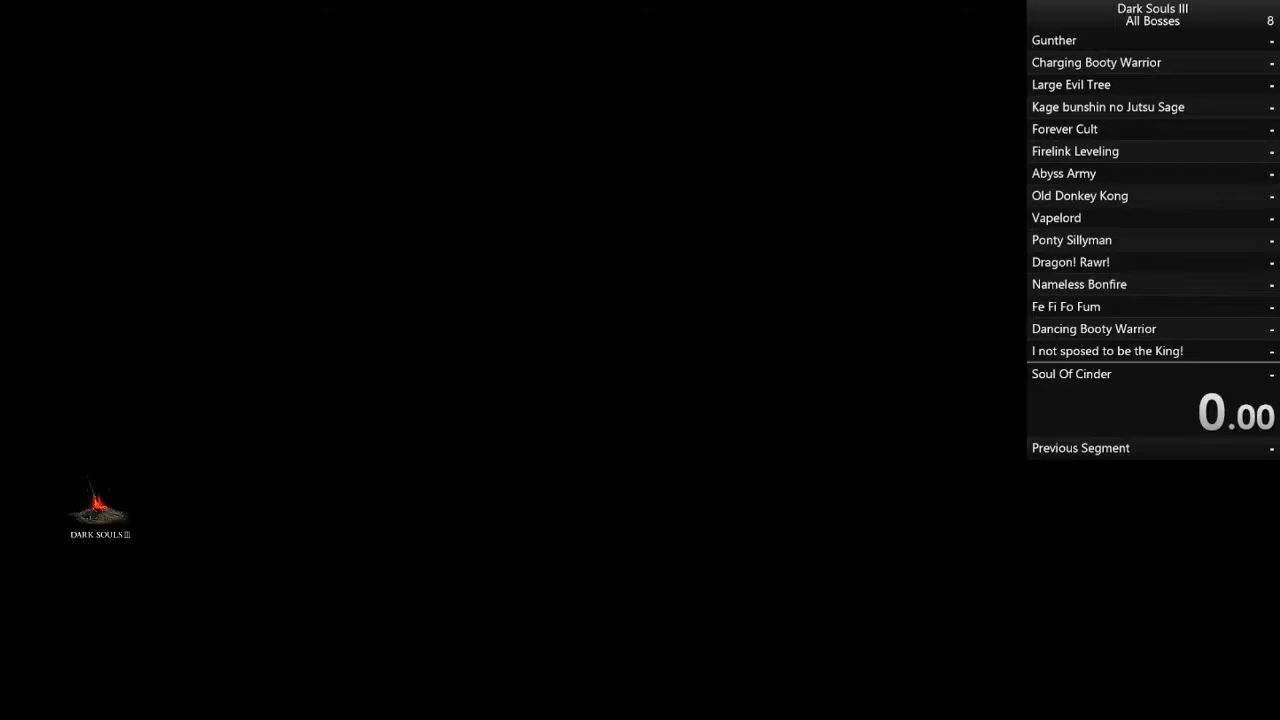 Dark Souls III
All Bosses 8
Gunther -
Charging Booty Warrior -
Large Evil Tree -
Kage bunshin no Jutsu Sage -
Forever Cult -
Firelink Leveling -
Abyss Army -
Old Donkey Kong -
Vapelord -
Ponty Sillyman -
Dragon! Rawr! -
Nameless Bonfire -
Fe Fi Fo Fum -
Dancing Booty Warrior -
I not sposed to be the King! -
Soul Of Cinder -
0.00
Previous Segment -
DARK SOULS III